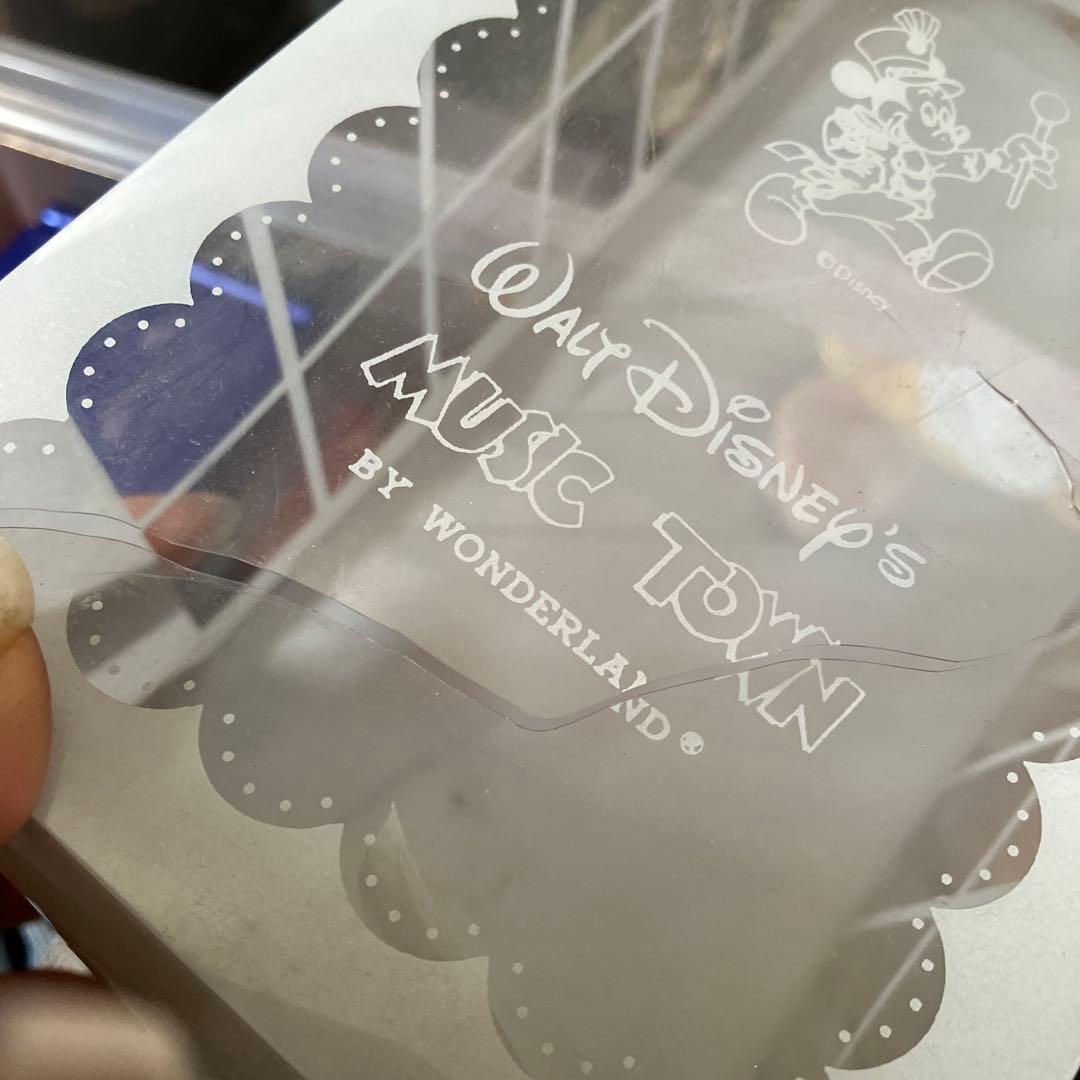 ©Disney
WALT DISNEY'S
MUSIC TOWN
BY WONDERLAND®